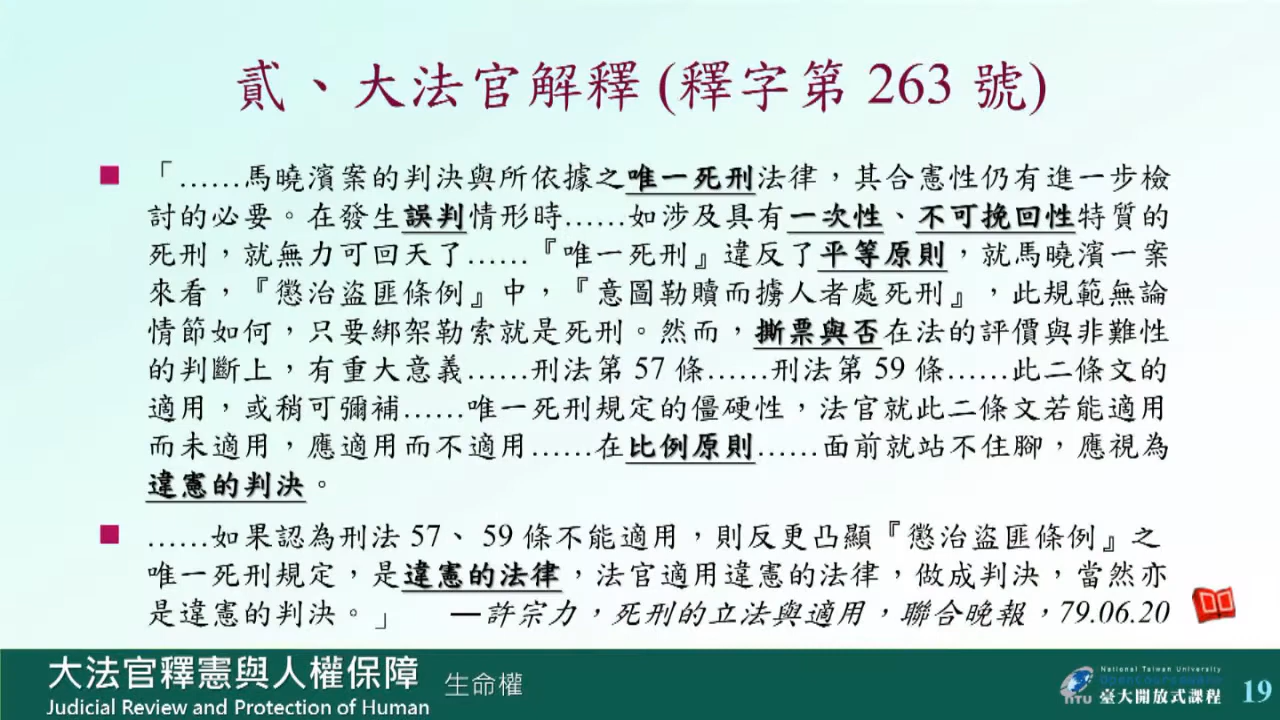 貳、大法官解釋 (釋字第 263 號)
「……馬曉濱案的判決與所依據之唯一死刑法律，其合憲性仍有進一步檢
討的必要。在發生誤判情形時……如涉及具有一次性、不可挽回性特質的
死刑，就無力可回天了……『唯一死刑』違反了平等原則，就馬曉濱一案
來看，『懲治盜匪條例』中，『意圖勒贖而擄人者處死刑』，此規範無論
情節如何，只要綁架勒索就是死刑。然而，撕票與否在法的評價與非難性
的判斷上，有重大意義……刑法第 57 條……刑法第 59 條……此二條文的
適用，或稍可彌補……唯一死刑規定的僵硬性，法官就此二條文若能適用
而未適用，應適用而不適用……在比例原則……面前就站不住腳，應視為
違憲的判決。
……如果認為刑法 57、 59 條不能適用，則反更凸顯『懲治盜匪條例』之
唯一死刑規定，是違憲的法律，法官適用違憲的法律，做成判決，當然亦
是違憲的判決。」 —許宗力，死刑的立法與適用，聯合晚報，79.06.20
大法官釋憲與人權保障 生命權
Judicial Review and Protection of Human
National Taiwan University
OpenCourseWare
NTU 臺大開放式課程
19